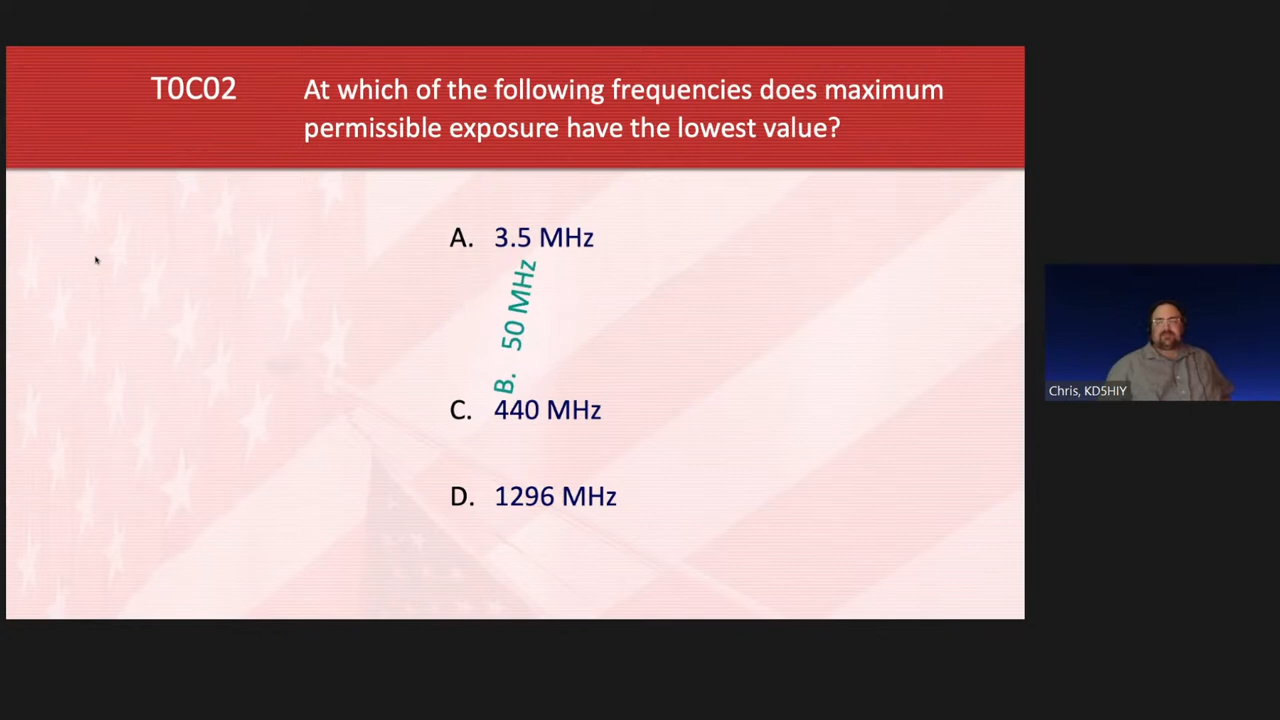 T0C02
At which of the following frequencies does maximum
permissible exposure have the lowest value?
A. 3.5 MHz
B. 50 MHz
C. 440 MHz
D. 1296 MHz
Chris, KD5HIY